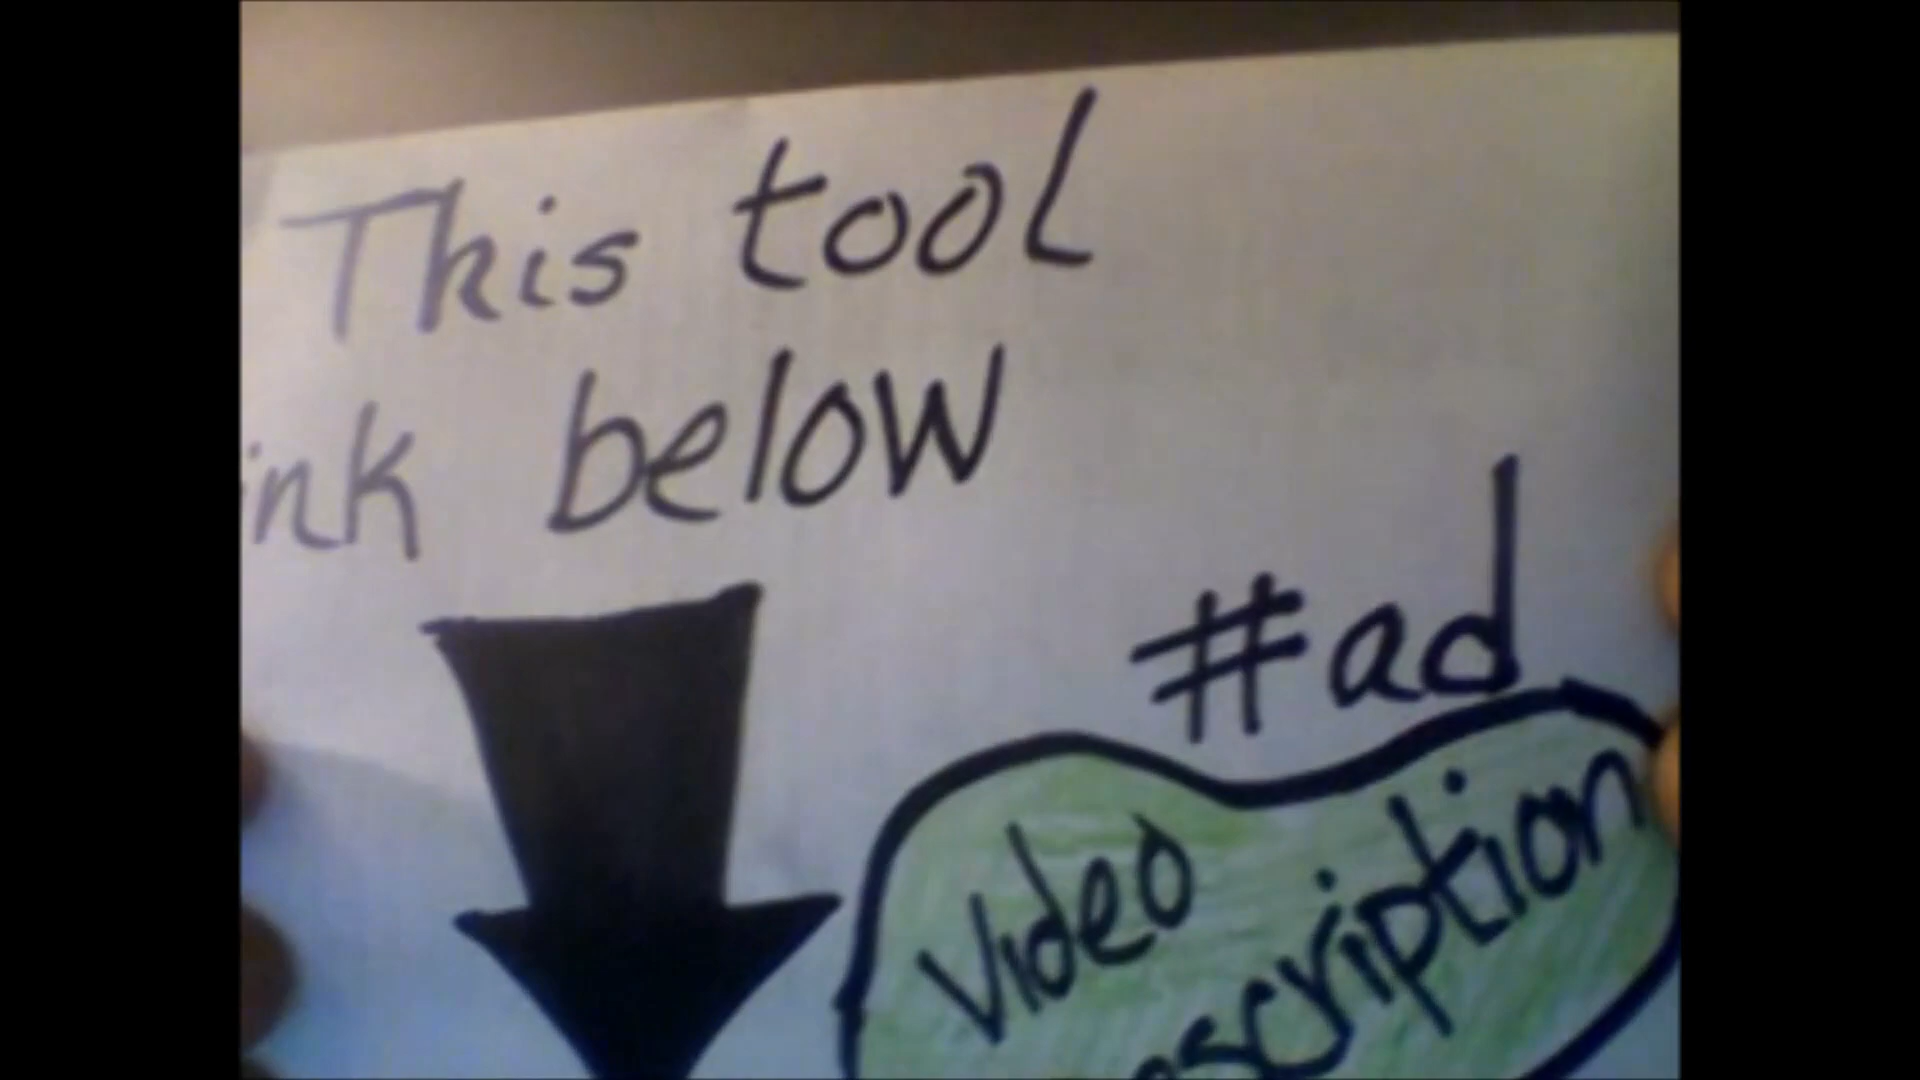 This tool
ink below
#ad
Video
scription